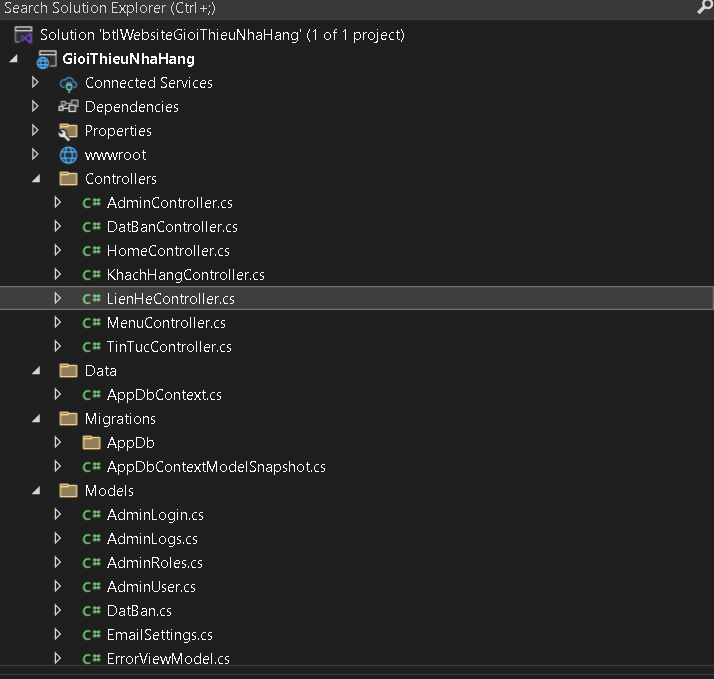 Search Solution Explorer (Ctrl+;)
Solution 'btlWebsiteGioiThieuNhaHang' (1 of 1 project)
GioiThieuNhaHang
Connected Services
Dependencies
Properties
wwwroot
Controllers
C# AdminController.cs
C# DatBanController.cs
C# HomeController.cs
C# KhachHangController.cs
C# LienHeController.cs
C# MenuController.cs
C# TinTucController.cs
Data
C# AppDbContext.cs
Migrations
AppDb
C# AppDbContextModelSnapshot.cs
Models
C# AdminLogin.cs
C# AdminLogs.cs
C# AdminRoles.cs
C# AdminUser.cs
C# DatBan.cs
C# EmailSettings.cs
C# ErrorViewModel.cs